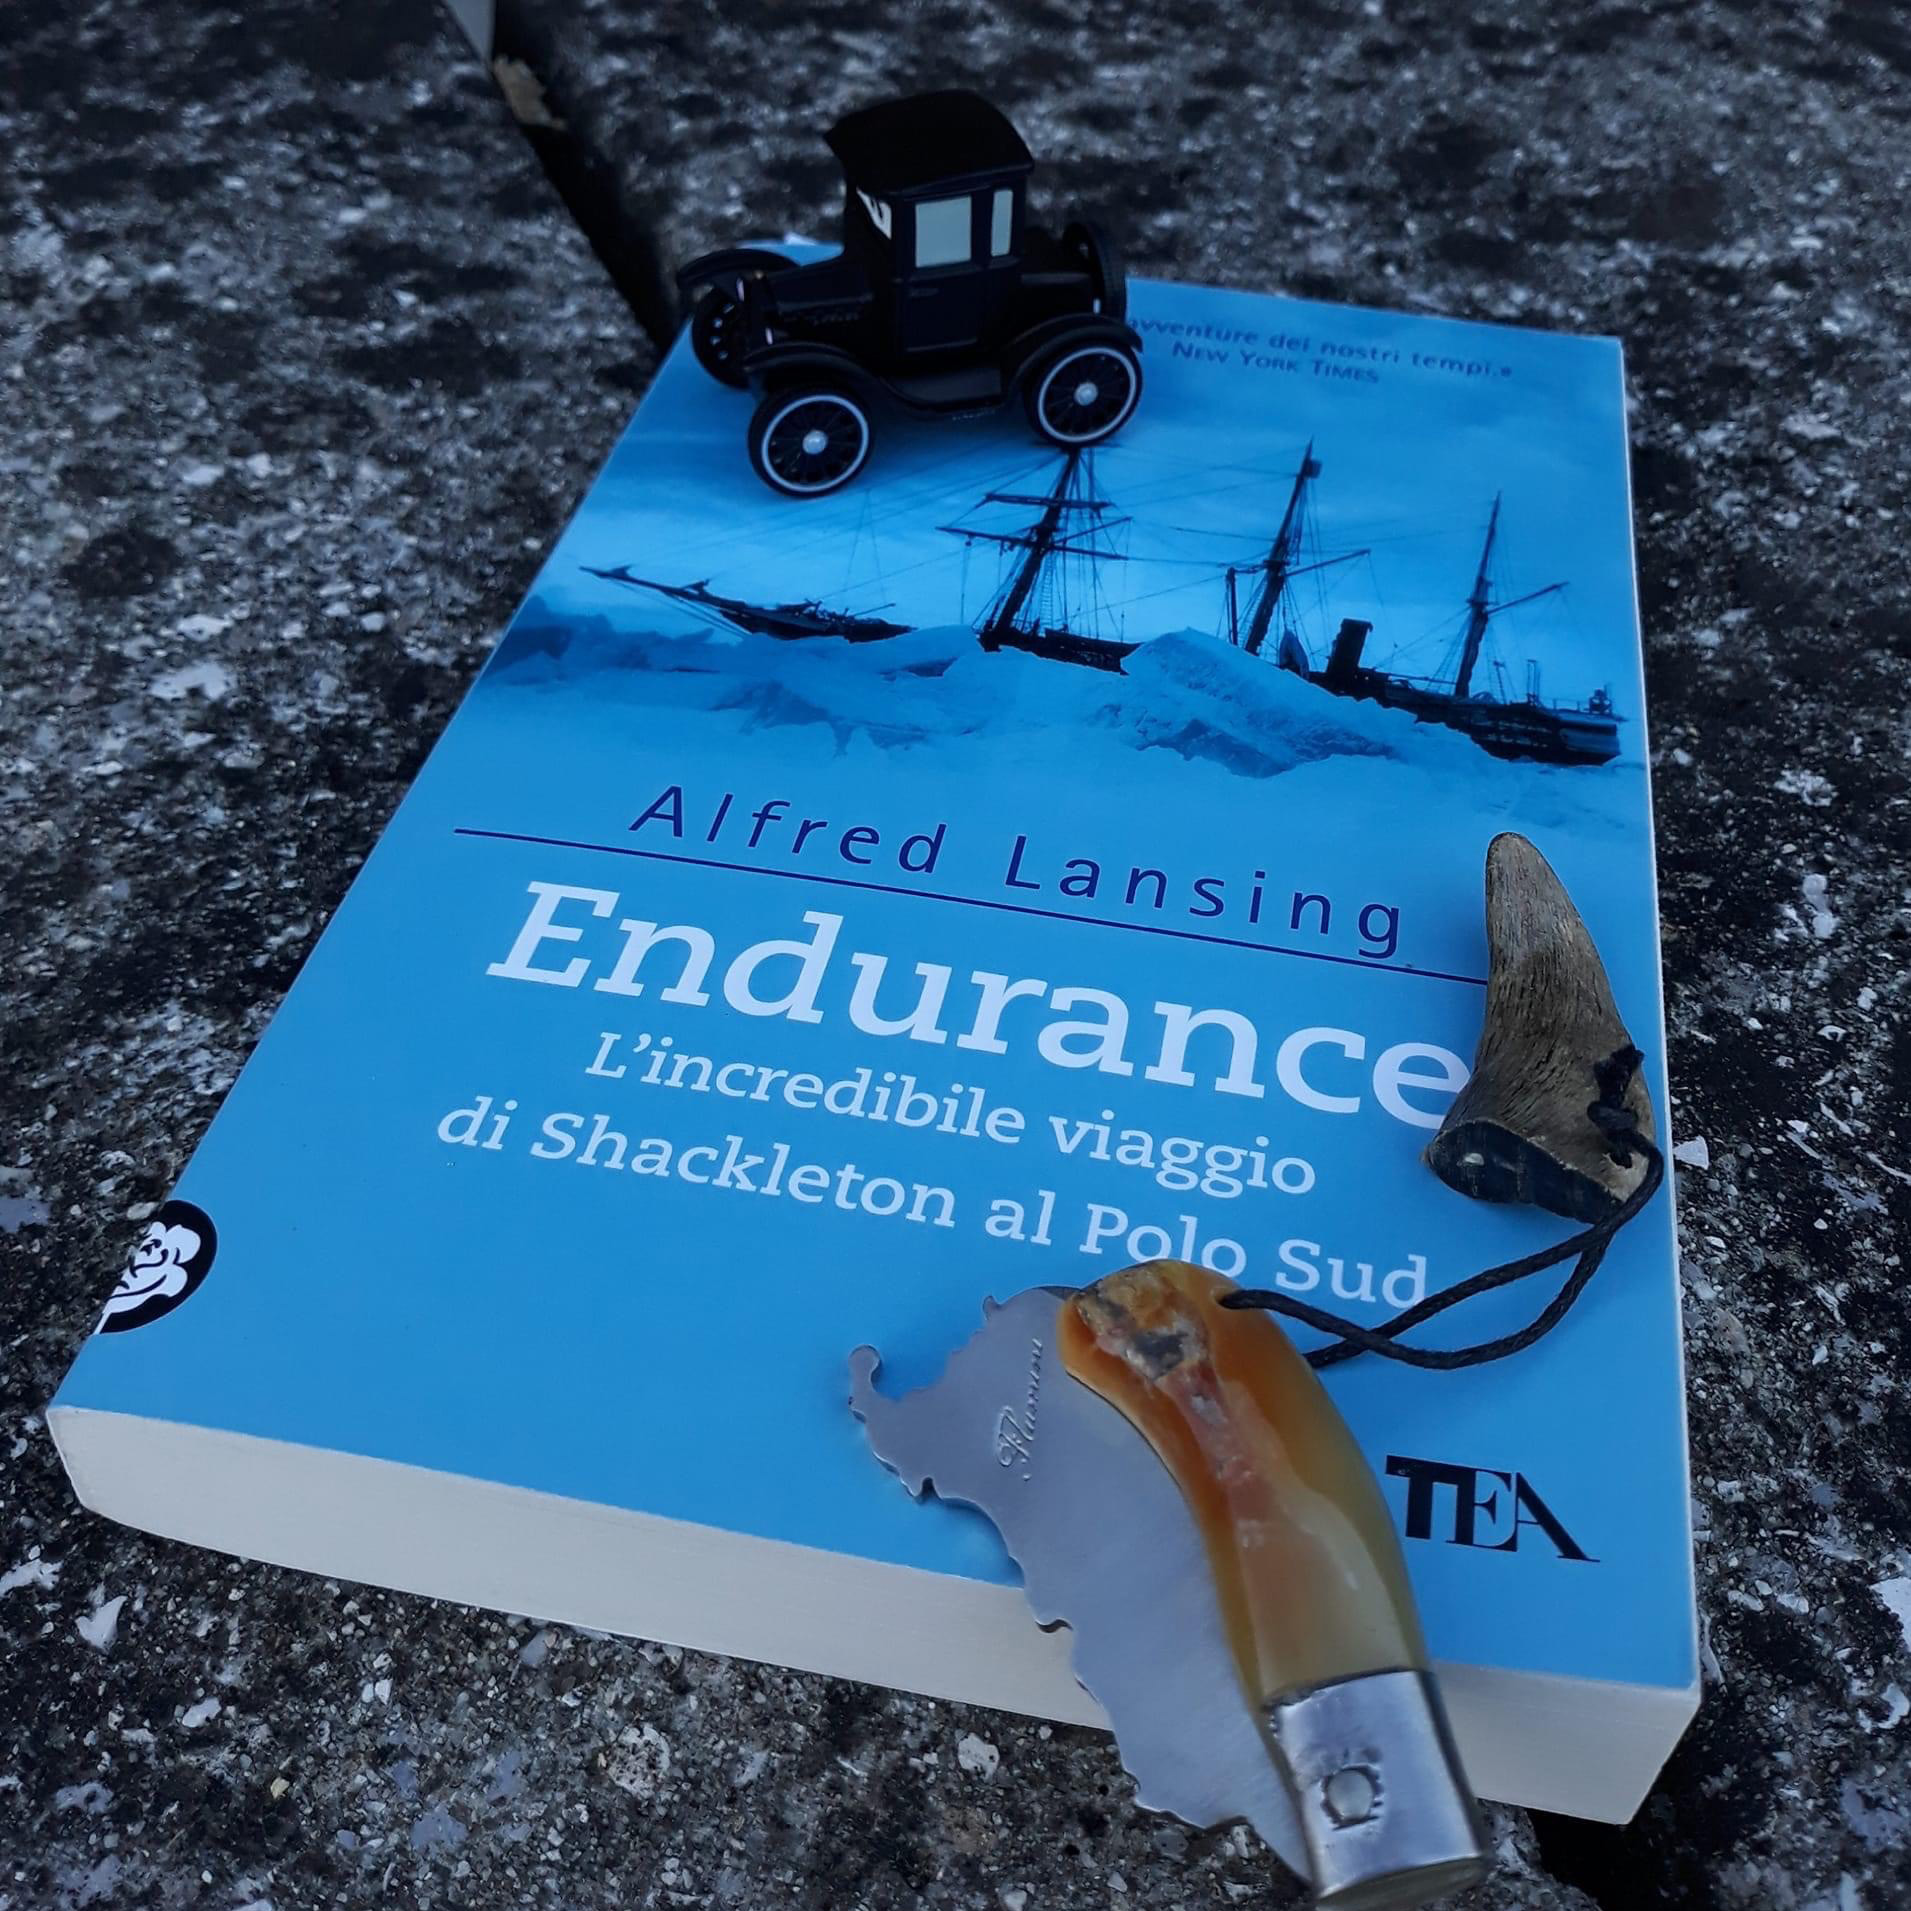 avventure dei nostri tempi.»
NEW YORK TIMES
Alfred Lansing
Endurance
L'incredibile viaggio
di Shackleton al Polo Sud
TEA